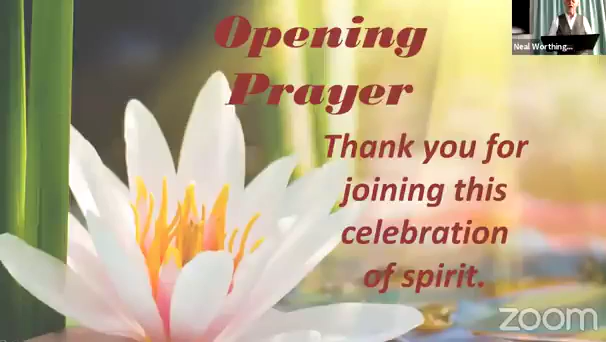 Opening
Prayer
Thank you for
joining this
celebration
of spirit.
Neal Worthing...
zoom